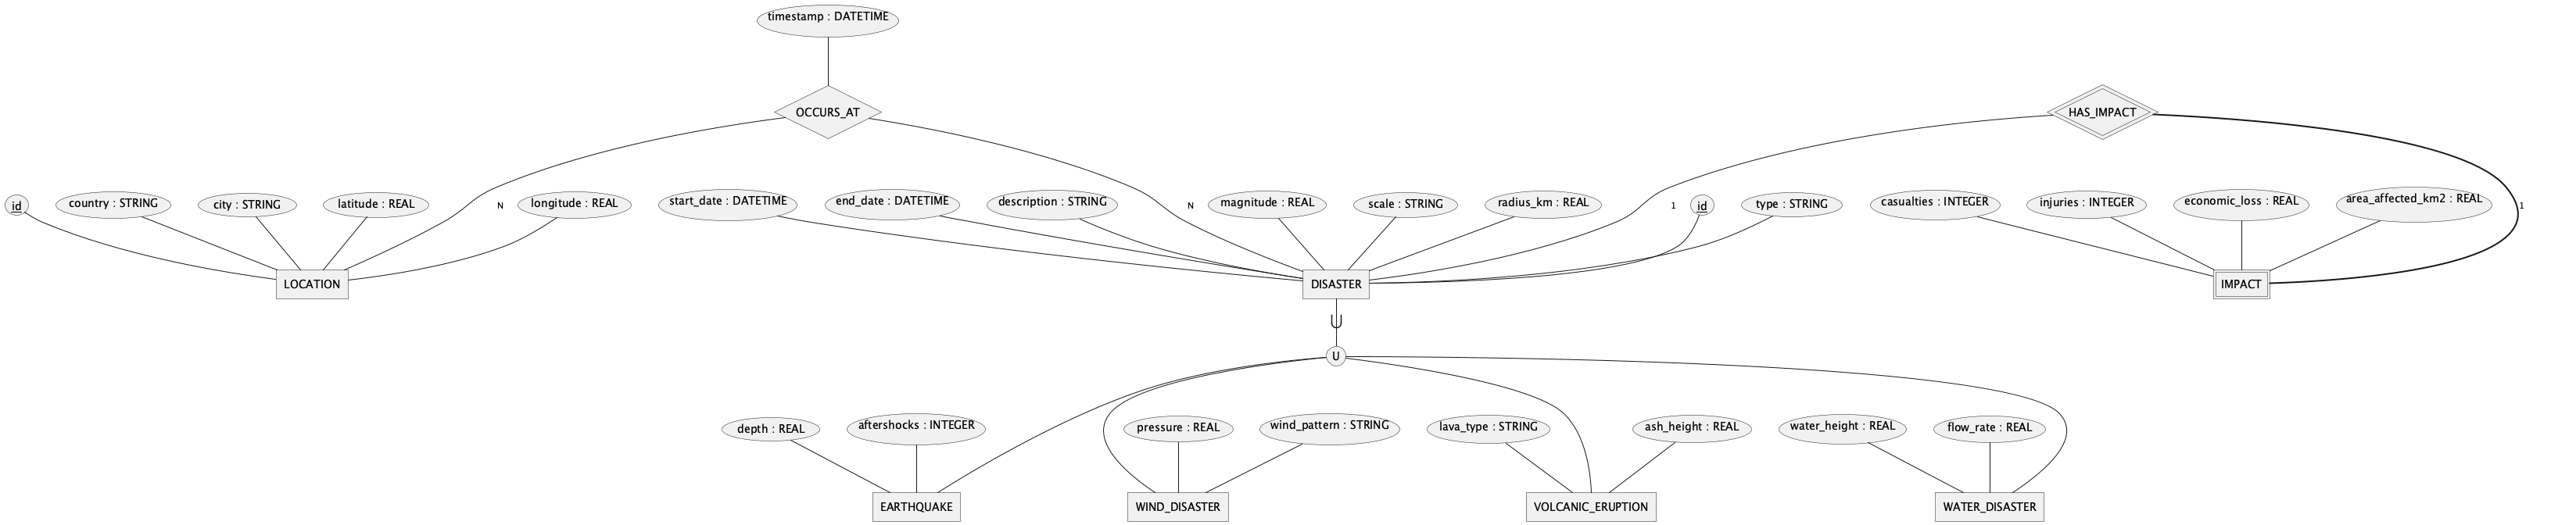 timestamp : DATETIME
OCCURS_AT
HAS_IMPACT
id
country : STRING
city : STRING
latitude : REAL
N
longitude : REAL
start_date : DATETIME
end_date : DATETIME
description : STRING
N
magnitude : REAL
scale : STRING
radius_km : REAL
1
id
type : STRING
casualties : INTEGER
injuries : INTEGER
economic_loss : REAL
area_affected_km2 : REAL
1
LOCATION
DISASTER
IMPACT
U
U
depth : REAL
aftershocks : INTEGER
pressure : REAL
wind_pattern : STRING
lava_type : STRING
ash_height : REAL
water_height : REAL
flow_rate : REAL
EARTHQUAKE
WIND_DISASTER
VOLCANIC_ERUPTION
WATER_DISASTER